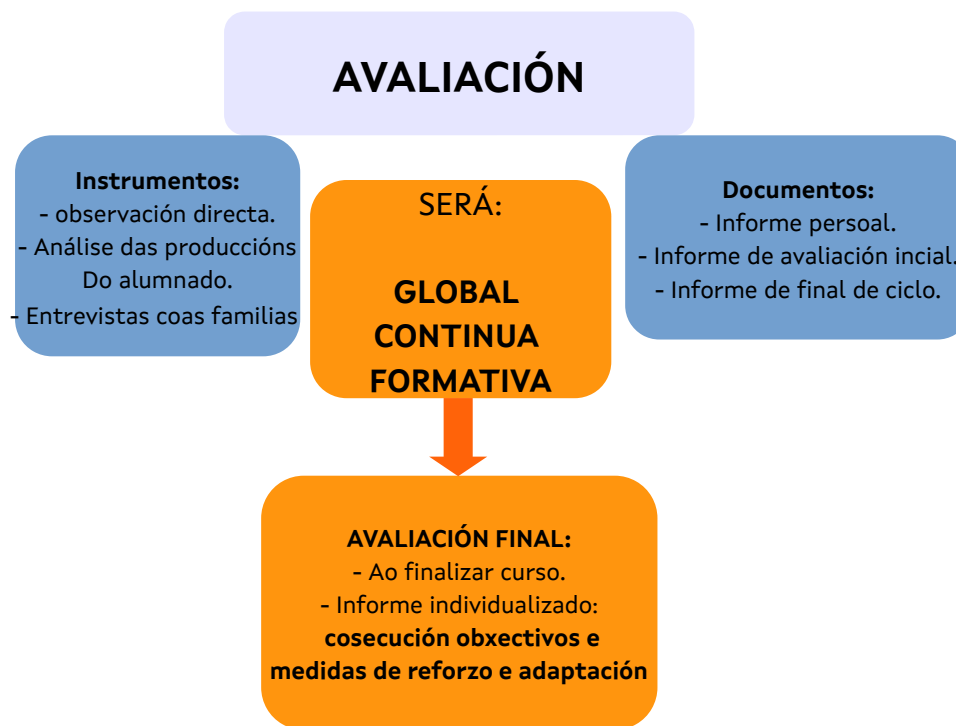 AVALIACIÓN
Instrumentos:
- observación directa.
- Análise das produccións
Do alumnado.
- Entrevistas coas familias
SERÁ:
GLOBAL
CONTINUA
FORMATIVA
Documentos:
- Informe persoal.
- Informe de avaliación incial.
- Informe de final de ciclo.
AVALIACIÓN FINAL:
- Ao finalizar curso.
- Informe individualizado:
cosecución obxectivos e
medidas de reforzo e adaptación